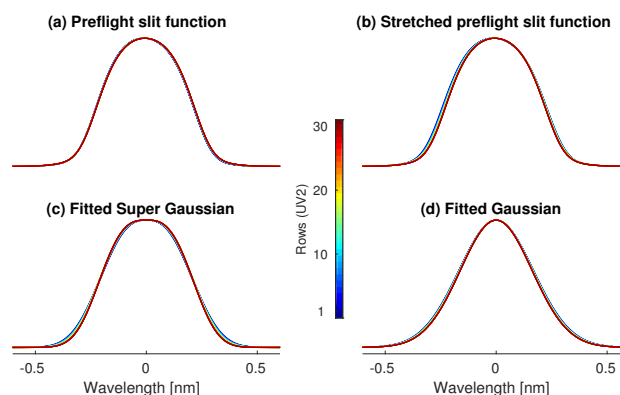 (a) Preflight slit function
(b) Stretched preflight slit function
30
20
10
1
Rows (UV2)
(c) Fitted Super Gaussian
(d) Fitted Gaussian
-0.5
0
0.5
-0.5
0
0.5
Wavelength [nm]
Wavelength [nm]